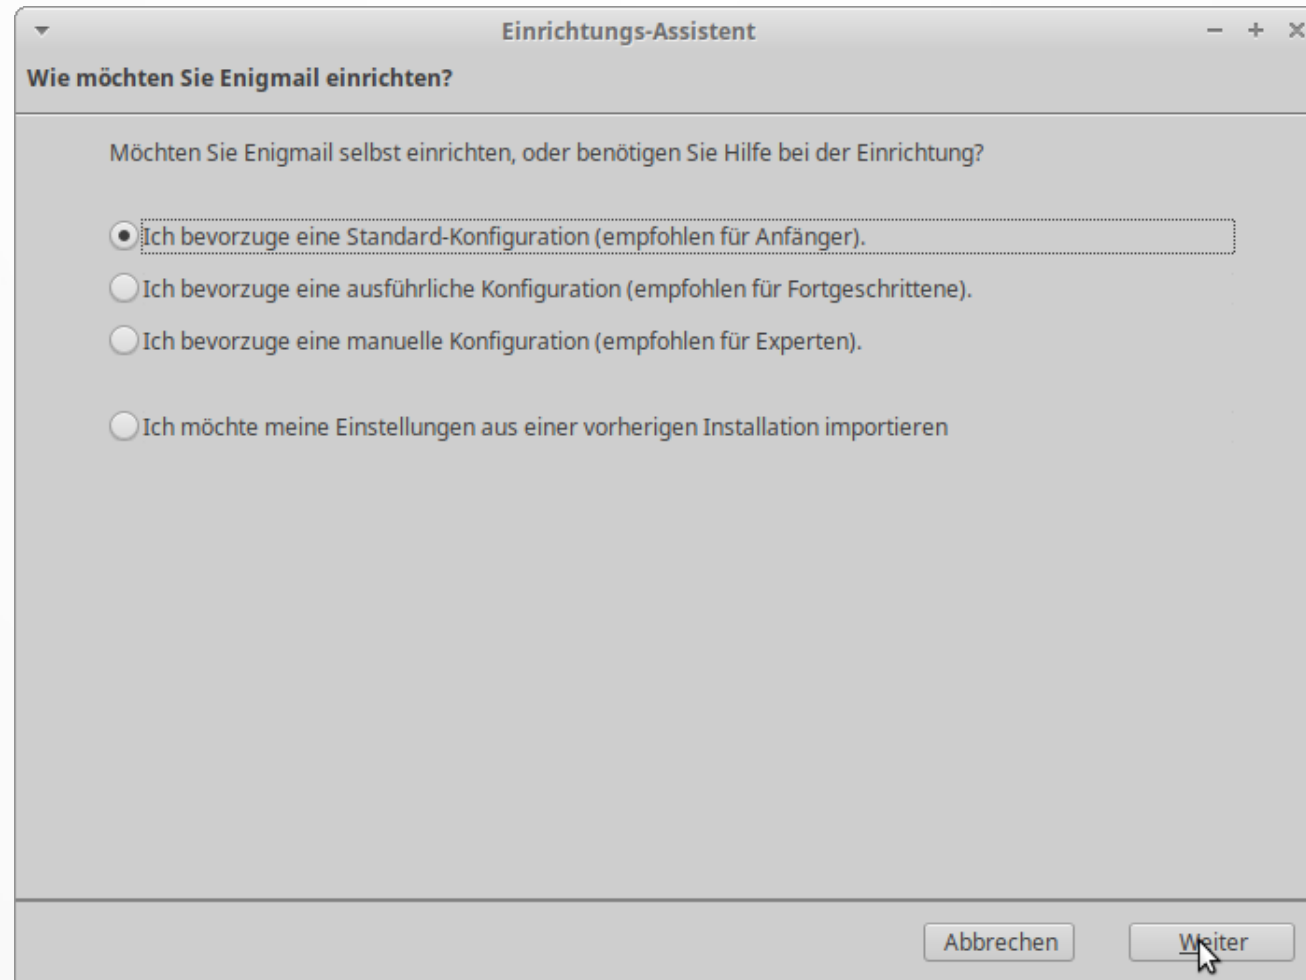 Einrichtungs-Assistent
Wie möchten Sie Enigmail einrichten?
Möchten Sie Enigmail selbst einrichten, oder benötigen Sie Hilfe bei der Einrichtung?
Ich bevorzuge eine Standard-Konfiguration (empfohlen für Anfänger).
Ich bevorzuge eine ausführliche Konfiguration (empfohlen für Fortgeschrittene).
Ich bevorzuge eine manuelle Konfiguration (empfohlen für Experten).
Ich möchte meine Einstellungen aus einer vorherigen Installation importieren
Abbrechen Weiter